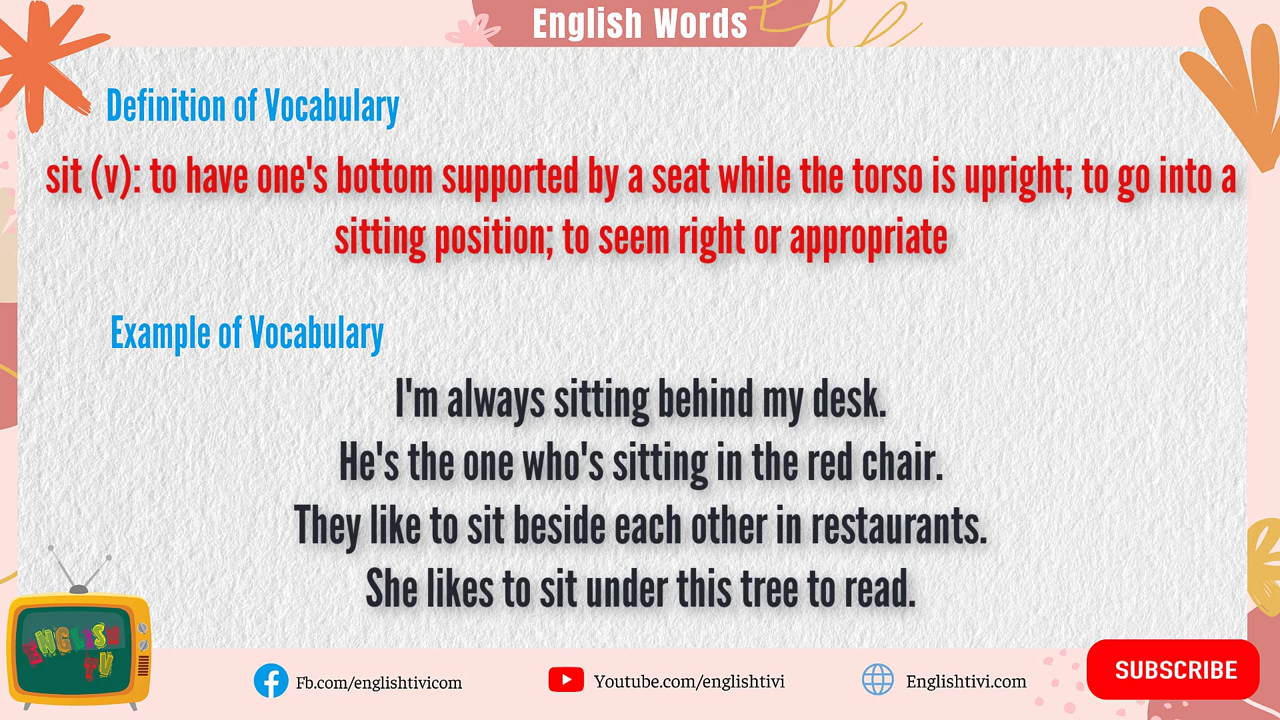 English Words
Definition of Vocabulary
sit (v): to have one's bottom supported by a seat while the torso is upright; to go into a
sitting position; to seem right or appropriate
Example of Vocabulary
I'm always sitting behind my desk.
He's the one who's sitting in the red chair.
They like to sit beside each other in restaurants.
She likes to sit under this tree to read.
ENGLISH
TV
Fb.com/englishtivicom
Youtube.com/englishtivi
Englishtivi.com
SUBSCRIBE